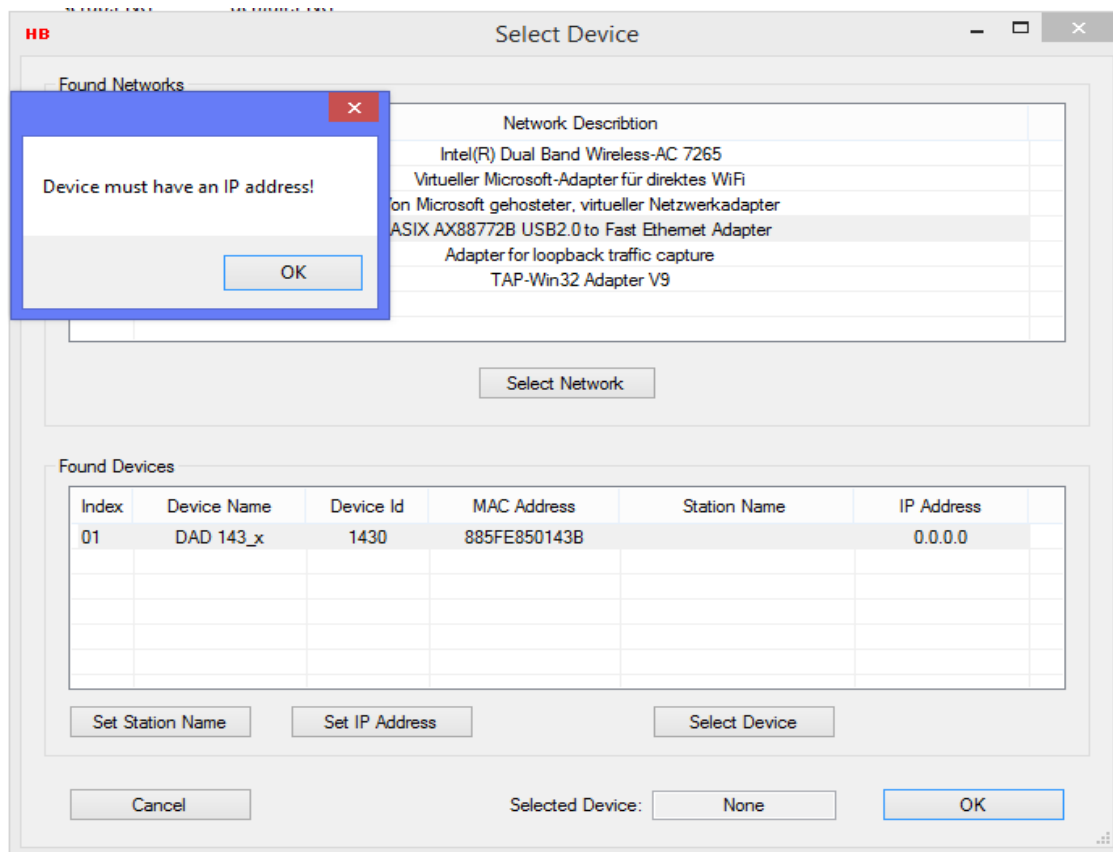 HB
Select Device
Found Networks
Network Describtion
Intel(R) Dual Band Wireless-AC 7265
Virtueller Microsoft-Adapter für direktes WiFi
on Microsoft gehosteter, virtueller Netzwerkadapter
ASIX AX88772B USB2.0 to Fast Ethernet Adapter
Adapter for loopback traffic capture
TAP-Win32 Adapter V9
Device must have an IP address!
OK
Select Network
Found Devices
Index Device Name Device Id MAC Address Station Name IP Address
01 DAD 143_x 1430 885FE850143B 0.0.0.0
Set Station Name Set IP Address Select Device
Cancel Selected Device: None OK